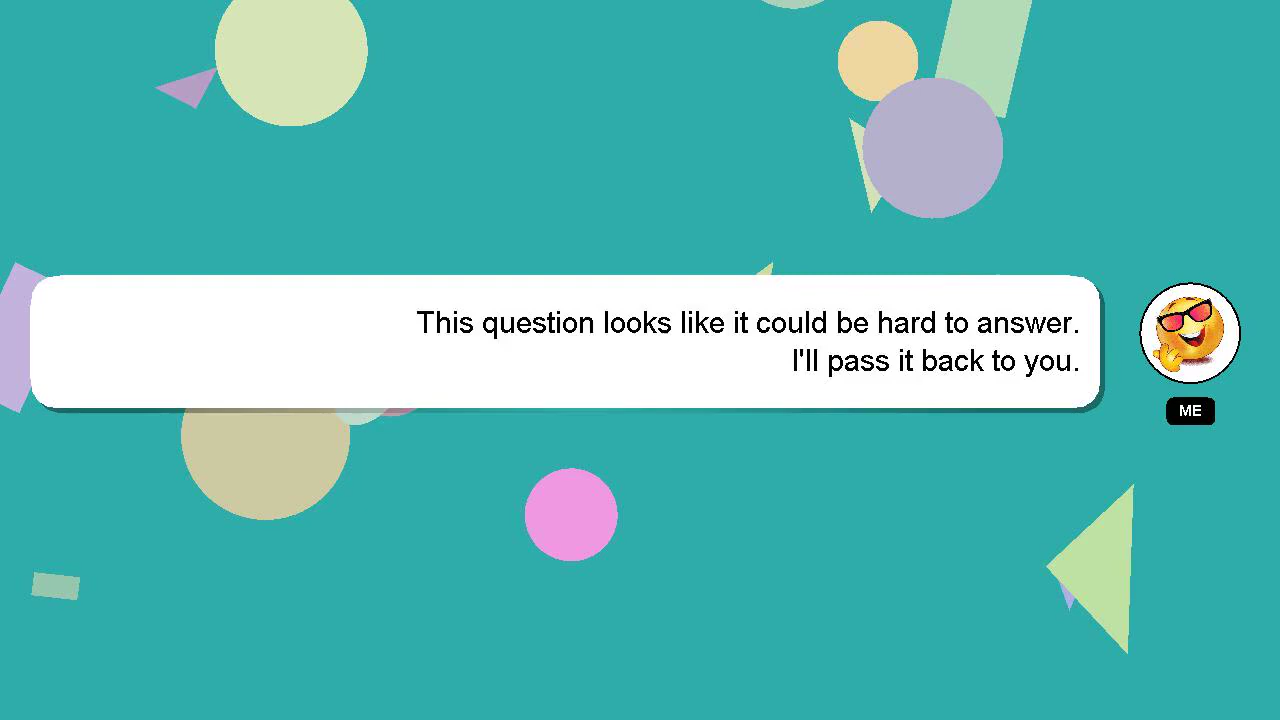 This question looks like it could be hard to answer.
I'll pass it back to you.
ME